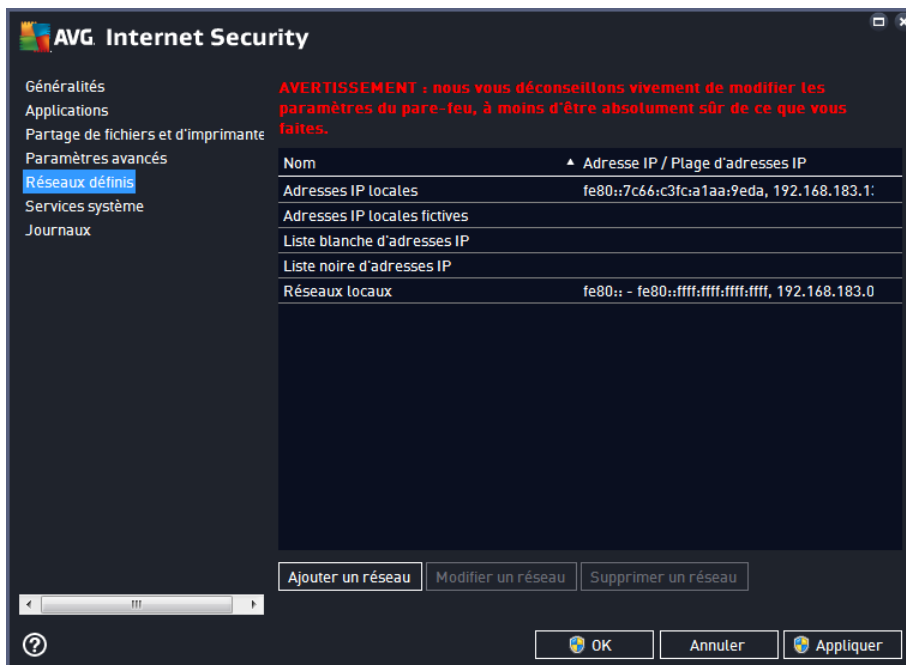 AVG Internet Security
Généralités
Applications
Partage de fichiers et d'imprimante
Paramètres avancés
Réseaux définis
Services système
Journaux
AVERTISSEMENT : nous vous déconseillons vivement de modifier les
paramètres du pare-feu, à moins d'être absolument sûr de ce que vous
faites.
Nom Adresse IP / Plage d'adresses IP
Adresses IP locales fe80::7c66:c3fc:a1aa:9eda, 192.168.183.1
Adresses IP locales fictives
Liste blanche d'adresses IP
Liste noire d'adresses IP
Réseaux locaux fe80:: - fe80::ffff:ffff:ffff:ffff, 192.168.183.0
Ajouter un réseau Modifier un réseau Supprimer un réseau
OK Annuler Appliquer